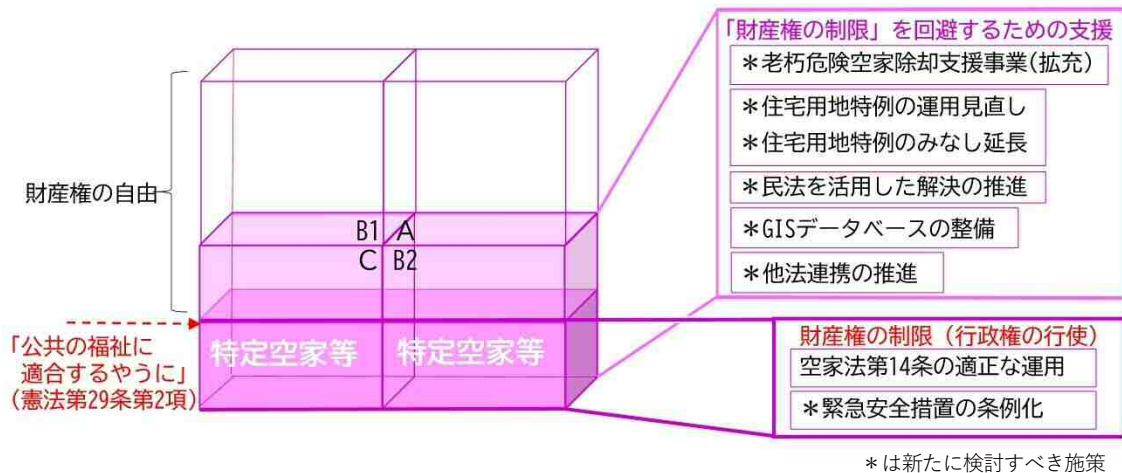 「財産権の制限」を回避するための支援
＊老朽危険空家除却支援事業(拡充)
＊住宅用地特例の運用見直し
＊住宅用地特例のみなし延長
＊民法を活用した解決の推進
＊GISデータベースの整備
＊他法連携の推進
財産権の自由
B1 A
C B2
特定空家等 特定空家等
「公共の福祉に
適合するやうに」
(憲法第29条第2項)
財産権の制限（行政権の行使）
空家法第14条の適正な運用
＊緊急安全措置の条例化
＊は新たに検討すべき施策